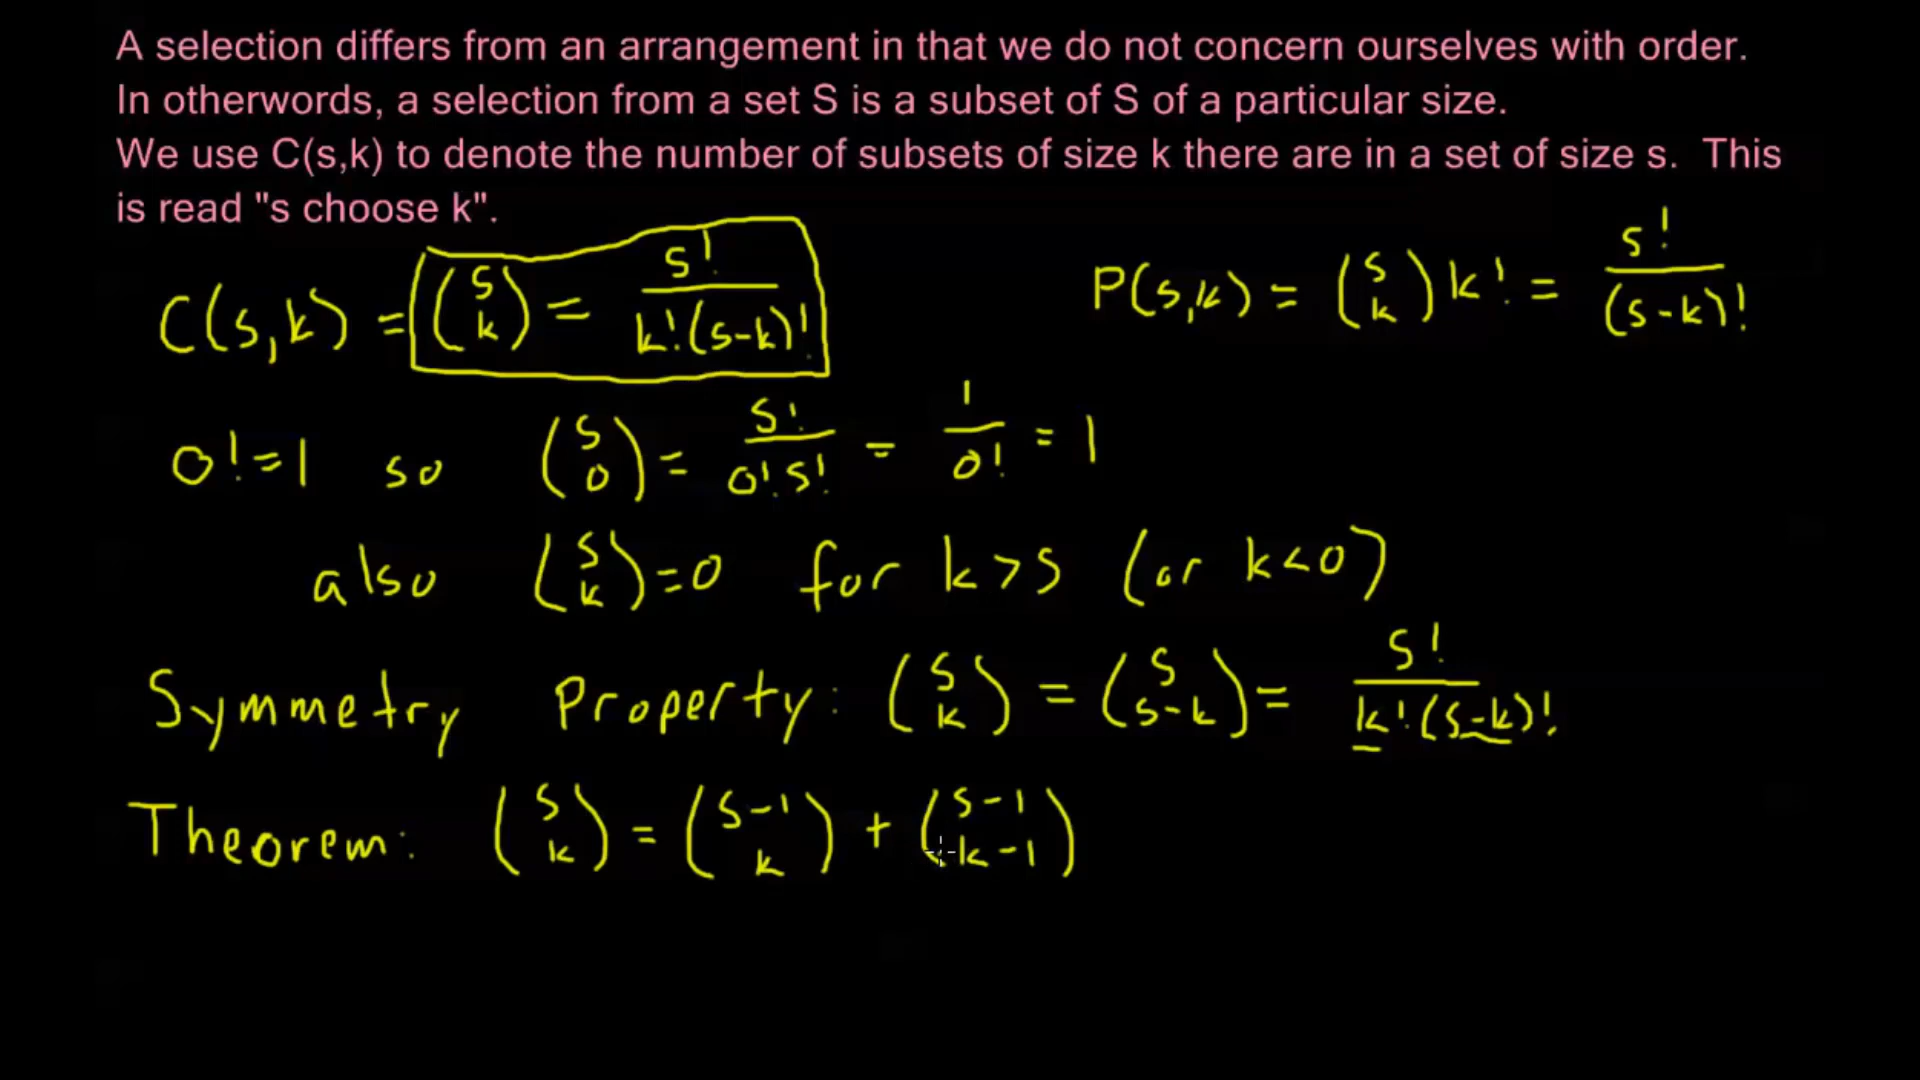 A selection differs from an arrangement in that we do not concern ourselves with order.
In otherwords, a selection from a set S is a subset of S of a particular size.
We use C(s,k) to denote the number of subsets of size k there are in a set of size s. This
is read "s choose k".
C(s,k) = (s k) = s! / k!(s-k)!   P(s,k) = (s k) k! = s! / (s-k)!
0! = 1 so (s 0) = s! / 0! s! = 1 / 0! = 1
also (s k) = 0 for k > s (or k < 0)
Symmetry Property: (s k) = (s s-k) = s! / k!(s-k)!
Theorem: (s k) = (s-1 k) + (s-1 k-1)